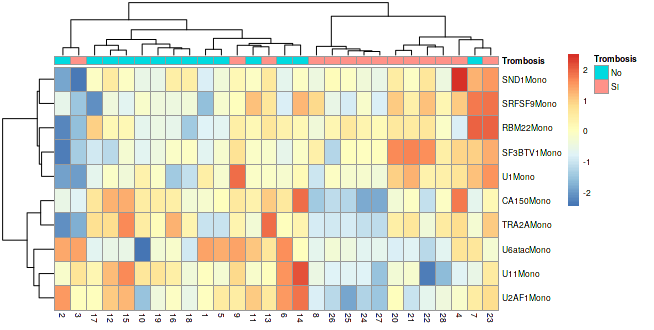 Trombosis
SND1Mono
SRFSF9Mono
RBM22Mono
SF3BTV1Mono
U1Mono
CA150Mono
TRA2AMono
U6atacMono
U11Mono
U2AF1Mono
2 3 17 12 15 10 19 16 18 1 5 9 11 13 6 14 8 26 25 24 27 20 21 22 28 4 7 23
2
1
0
-1
-2
Trombosis
No
SI